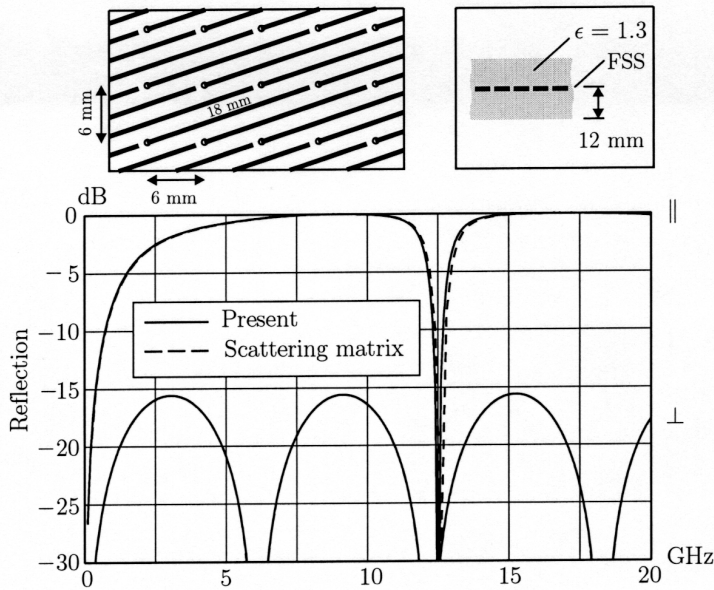 18 mm
6 mm
6 mm
ϵ = 1.3
FSS
12 mm
dB
0
−5
−10
−15
−20
−25
−30
Reflection
Present
Scattering matrix
∥
⊥
0
5
10
15
20
GHz